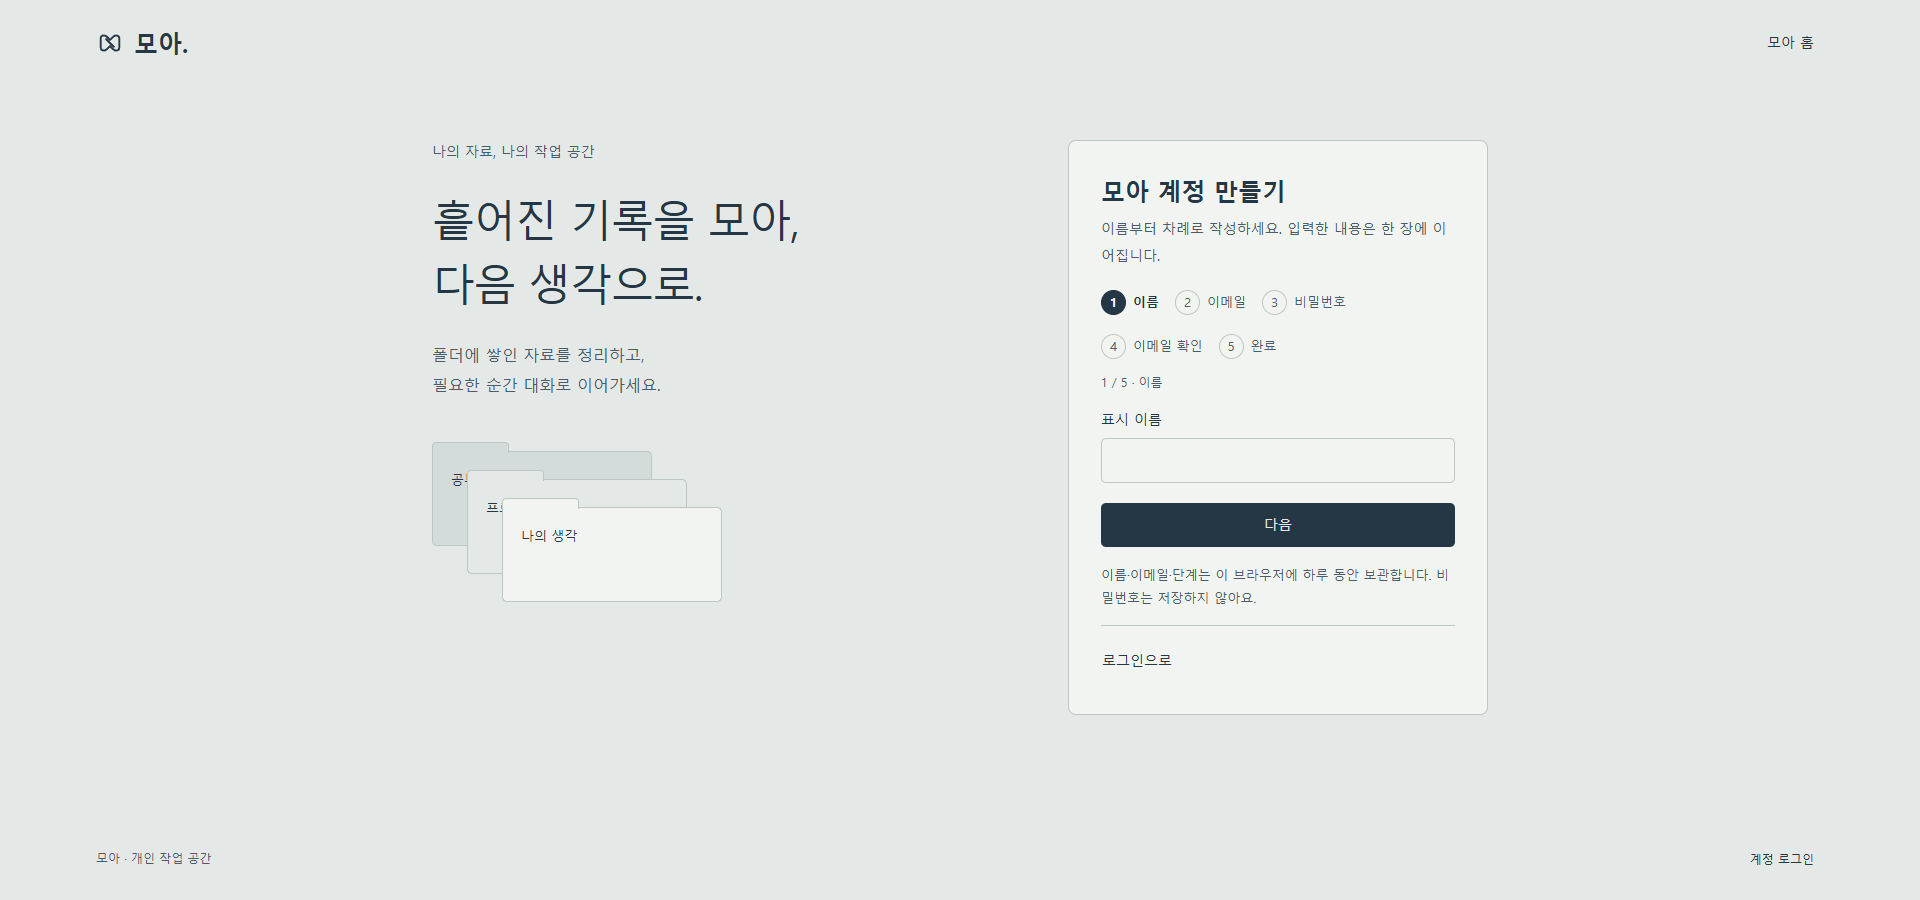 모아.
모아 홈
나의 자료, 나의 작업 공간
흩어진 기록을 모아,
다음 생각으로.
폴더에 쌓인 자료를 정리하고,
필요한 순간 대화로 이어가세요.
나의 생각
모아 계정 만들기
이름부터 차례로 작성하세요. 입력한 내용은 한 장에 이
어집니다.
1 이름 2 이메일 3 비밀번호
4 이메일 확인 5 완료
1 / 5 · 이름
표시 이름
다음
이름·이메일·단계는 이 브라우저에 하루 동안 보관합니다. 비
밀번호는 저장하지 않아요.
로그인으로
모아 · 개인 작업 공간
계정 로그인